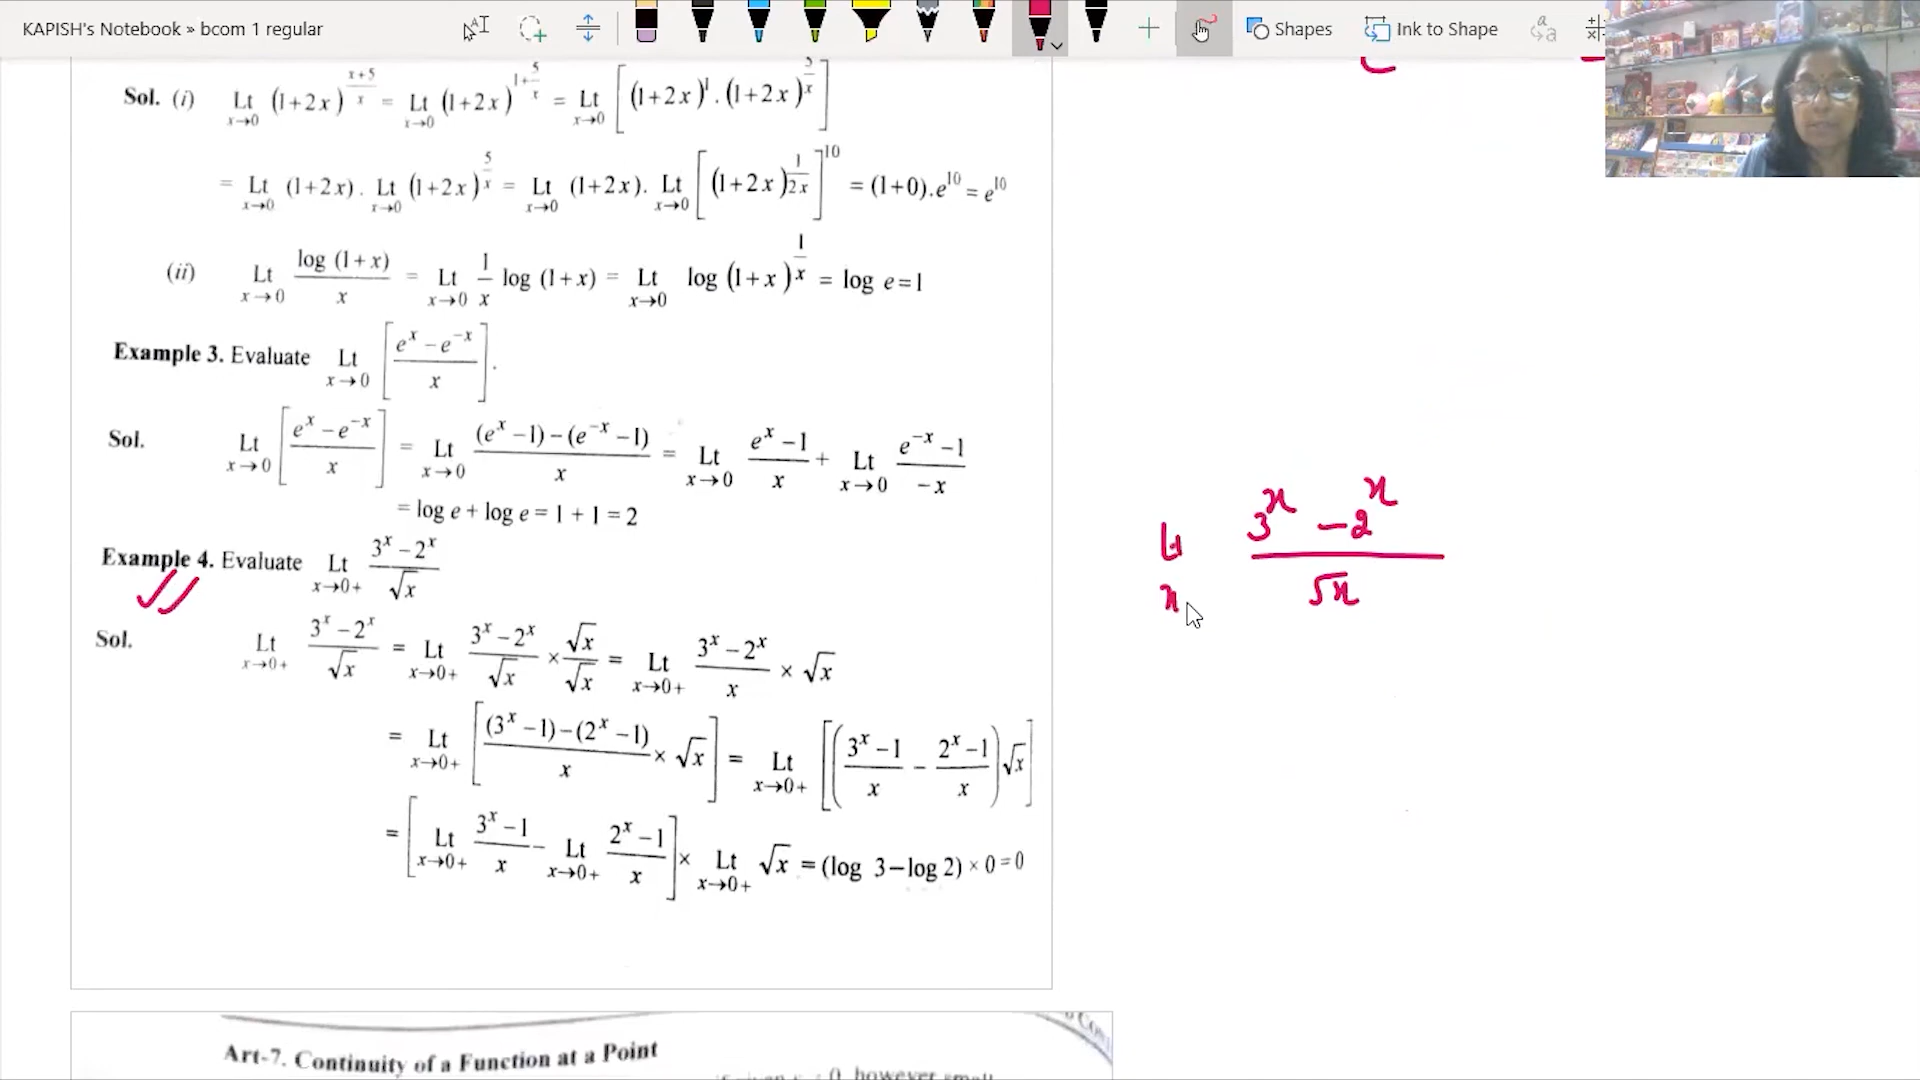 KAPISH's Notebook » bcom 1 regular
Shapes
Ink to Shape
Sol. (i) Lt x→0 (1+2x)^((x+5)/x) = Lt x→0 (1+2x)^(1+5/x) = Lt x→0 [(1+2x)^1 . (1+2x)^(5/x)]
= Lt x→0 (1+2x) . Lt x→0 (1+2x)^(5/x) = Lt x→0 (1+2x) . Lt x→0 [(1+2x)^(1/2x)]^10 = (1+0).e^10 = e^10
(ii) Lt x→0 log (1+x)/x = Lt x→0 1/x log (1+x) = Lt x→0 log (1+x)^(1/x) = log e=1
Example 3. Evaluate Lt x→0 [(e^x – e^–x)/x].
Sol. Lt x→0 [(e^x – e^–x)/x] = Lt x→0 ((e^x –1)–(e^–x –1))/x = Lt x→0 (e^x –1)/x + Lt x→0 (e^–x –1)/–x
= log e + log e = 1 + 1 = 2
Example 4. Evaluate Lt x→0+ (3^x – 2^x)/√x
Sol. Lt x→0+ (3^x – 2^x)/√x = Lt x→0+ (3^x – 2^x)/√x × √x/√x = Lt x→0+ (3^x – 2^x)/x × √x
= Lt x→0+ [((3^x –1)–(2^x –1))/x × √x] = Lt x→0+ [((3^x –1)/x – (2^x –1)/x) √x]
= [Lt x→0+ (3^x –1)/x – Lt x→0+ (2^x –1)/x] × Lt x→0+ √x = (log 3–log 2) × 0 = 0
Lt x (3^x – 2^x)/√x
Art-7. Continuity of a Function at a Point
however small